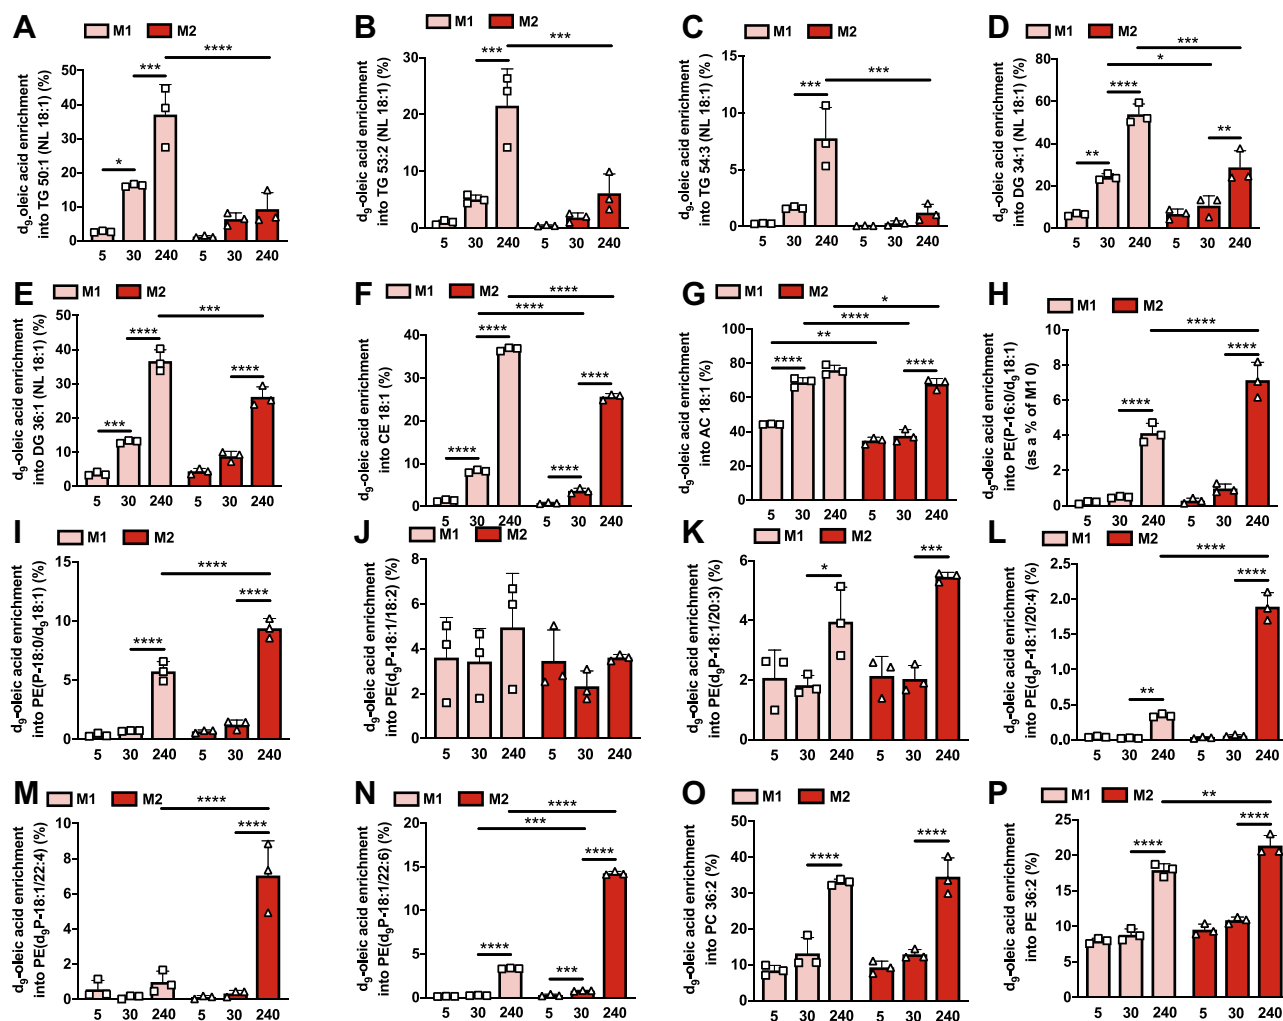 A
M1 M2
d9-oleic acid enrichment
into TG 50:1 (NL 18:1) (%)
50
40
30
20
10
0
* *** ****
5 30 240 5 30 240
B
M1 M2
d9-oleic acid enrichment
into TG 53:2 (NL 18:1) (%)
30
20
10
0
*** ***
5 30 240 5 30 240
C
M1 M2
d9-oleic acid enrichment
into TG 54:3 (NL 18:1) (% )
15
10
5
0
*** ***
5 30 240 5 30 240
D
M1 M2
d9-oleic acid enrichment
into DG 34:1 (NL 18:1) (%)
80
60
40
20
0
** **** * *** **
5 30 240 5 30 240
E
M1 M2
d9-oleic acid enrichment
into DG 36:1 (NL 18:1) (%)
50
40
30
20
10
0
*** **** *** ****
5 30 240 5 30 240
F
M1 M2
d9-oleic acid enrichment
into CE 18:1 (%)
40
30
20
10
0
**** **** **** **** **** ****
5 30 240 5 30 240
G
M1 M2
d9-oleic acid enrichment
into AC 18:1 (%)
100
80
60
40
20
0
**** ** **** * ****
5 30 240 5 30 240
H
M1 M2
d9-oleic acid enrichment
into PE(P-16:0/d918:1)
(as a % of M1 0)
10
8
6
4
2
0
**** **** ****
5 30 240 5 30 240
I
M1 M2
d9-oleic acid enrichment
into PE(P-18:0/d918:1) (%)
15
10
5
0
**** **** ****
5 30 240 5 30 240
J
M1 M2
d9-oleic acid enrichment
into PE(d9P-18:1/18:2) (%)
8
6
4
2
0
5 30 240 5 30 240
K
M1 M2
d9-oleic acid enrichment
into PE(d9P-18:1/20:3) (%)
6
4
2
0
* ***
5 30 240 5 30 240
L
M1 M2
d9-oleic acid enrichment
into PE(d9P-18:1/20:4) (%)
2.5
2.0
1.5
1.0
0.5
0.0
** **** ****
5 30 240 5 30 240
M
M1 M2
d9-oleic acid enrichment
into PE(d9P-18:1/22:4) (%)
10
8
6
4
2
0
**** ****
5 30 240 5 30 240
N
M1 M2
d9-oleic acid enrichment
into PE(d9P-18:1/22:6) (%)
20
15
10
5
0
**** *** **** *** ****
5 30 240 5 30 240
O
M1 M2
d9-oleic acid enrichment
into PC 36:2 (%)
50
40
30
20
10
0
**** ****
5 30 240 5 30 240
P
M1 M2
d9-oleic acid enrichment
into PE 36:2 (%)
25
20
15
10
5
0
**** ** ****
5 30 240 5 30 240